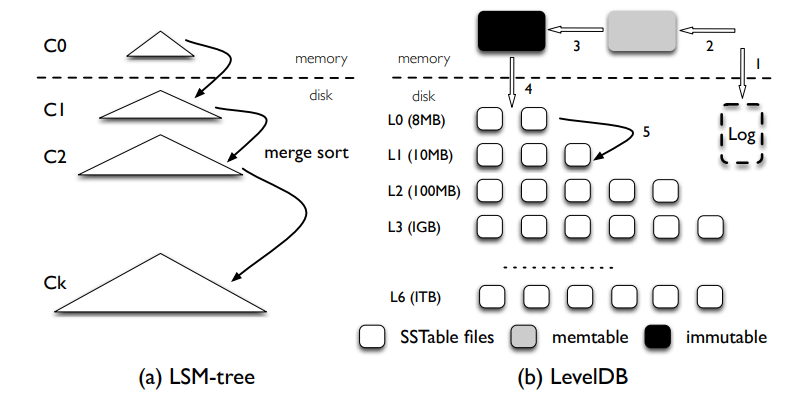 C0
memory
disk
C1
C2
merge sort
Ck
(a) LSM-tree
3
2
1
memory
disk
4
Log
L0 (8MB)
5
L1 (10MB)
L2 (100MB)
L3 (1GB)
L6 (1TB)
SSTable files
memtable
immutable
(b) LevelDB